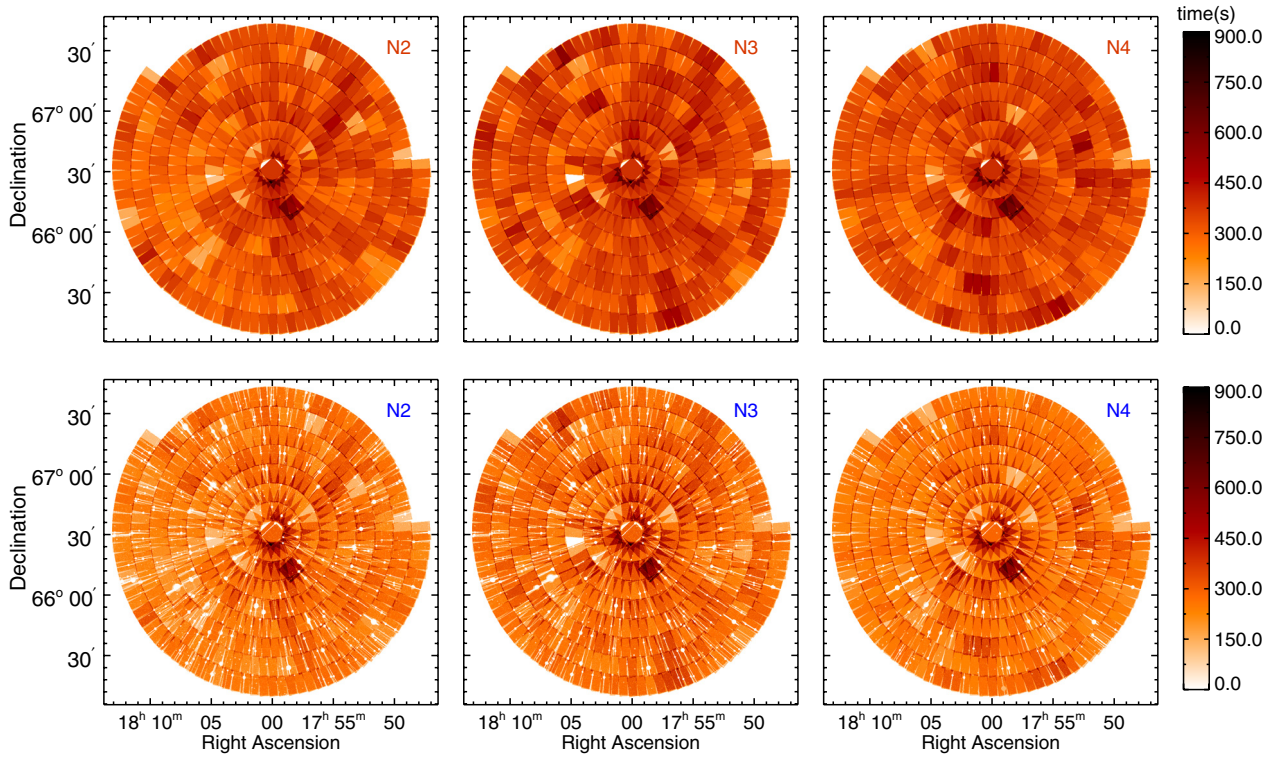 time(s)
N2
N3
N4
900.0
750.0
600.0
450.0
300.0
150.0
0.0
30′
67° 00′
30′
66° 00′
30′
Declination
N2
N3
N4
900.0
750.0
600.0
450.0
300.0
150.0
0.0
30′
67° 00′
30′
66° 00′
30′
Declination
18ʰ 10ᵐ 05 00 17ʰ 55ᵐ 50
18ʰ 10ᵐ 05 00 17ʰ 55ᵐ 50
18ʰ 10ᵐ 05 00 17ʰ 55ᵐ 50
Right Ascension
Right Ascension
Right Ascension